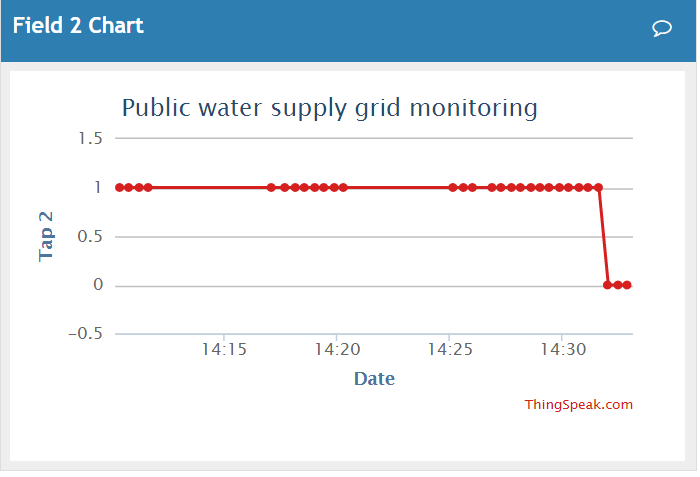 Field 2 Chart
Public water supply grid monitoring
1.5
1
0.5
0
-0.5
Tap 2
14:15 14:20 14:25 14:30
Date
ThingSpeak.com